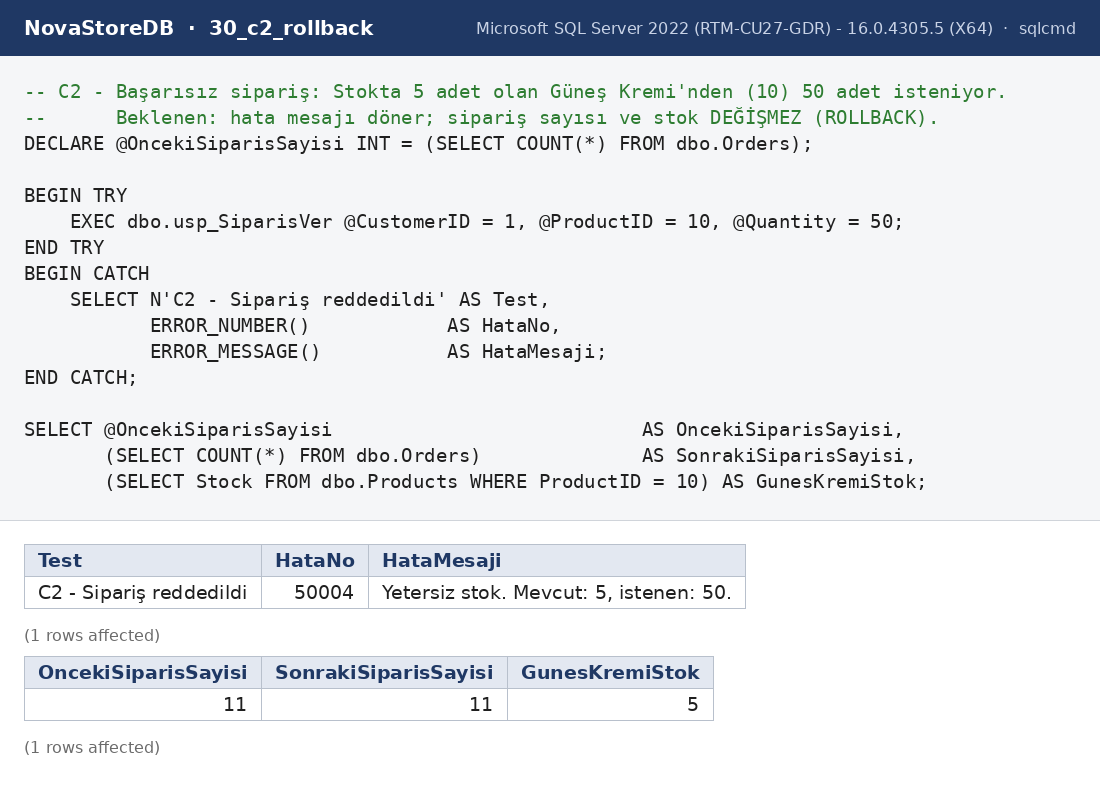 NovaStoreDB · 30_c2_rollback
Microsoft SQL Server 2022 (RTM-CU27-GDR) - 16.0.4305.5 (X64) · sqlcmd
-- C2 - Başarısız sipariş: Stokta 5 adet olan Güneş Kremi'nden (10) 50 adet isteniyor.
--      Beklenen: hata mesajı döner; sipariş sayısı ve stok DEĞİŞMEZ (ROLLBACK).
DECLARE @OncekiSiparisSayisi INT = (SELECT COUNT(*) FROM dbo.Orders);
BEGIN TRY
    EXEC dbo.usp_SiparisVer @CustomerID = 1, @ProductID = 10, @Quantity = 50;
END TRY
BEGIN CATCH
    SELECT N'C2 - Sipariş reddedildi' AS Test,
           ERROR_NUMBER()            AS HataNo,
           ERROR_MESSAGE()           AS HataMesaji;
END CATCH;
SELECT @OncekiSiparisSayisi                           AS OncekiSiparisSayisi,
       (SELECT COUNT(*) FROM dbo.Orders)              AS SonrakiSiparisSayisi,
       (SELECT Stock FROM dbo.Products WHERE ProductID = 10) AS GunesKremiStok;
Test HataNo HataMesaji
C2 - Sipariş reddedildi 50004 Yetersiz stok. Mevcut: 5, istenen: 50.
(1 rows affected)
OncekiSiparisSayisi SonrakiSiparisSayisi GunesKremiStok
11 11 5
(1 rows affected)